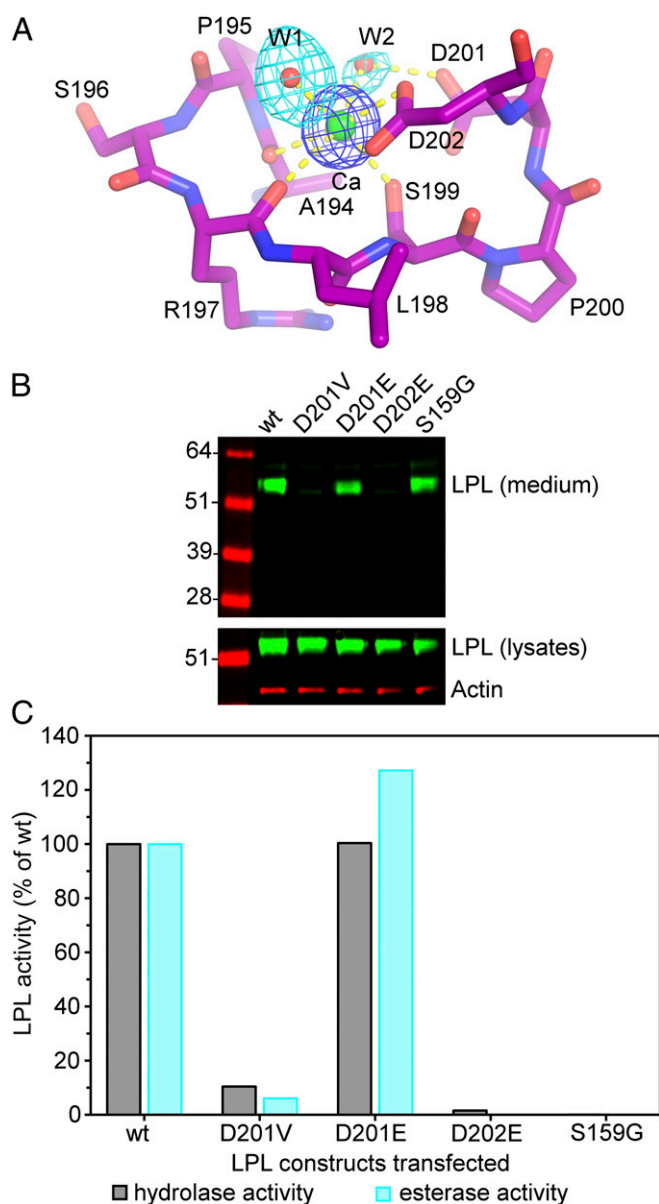 A
P195
W1
W2
D201
S196
D202
Ca
A194
S199
R197
L198
P200
B
wt D201V D201E D202E S159G
64
51
39
28
LPL (medium)
51
LPL (lysates)
Actin
C
LPL activity (% of wt)
140
120
100
80
60
40
20
0
wt D201V D201E D202E S159G
LPL constructs transfected
hydrolase activity esterase activity